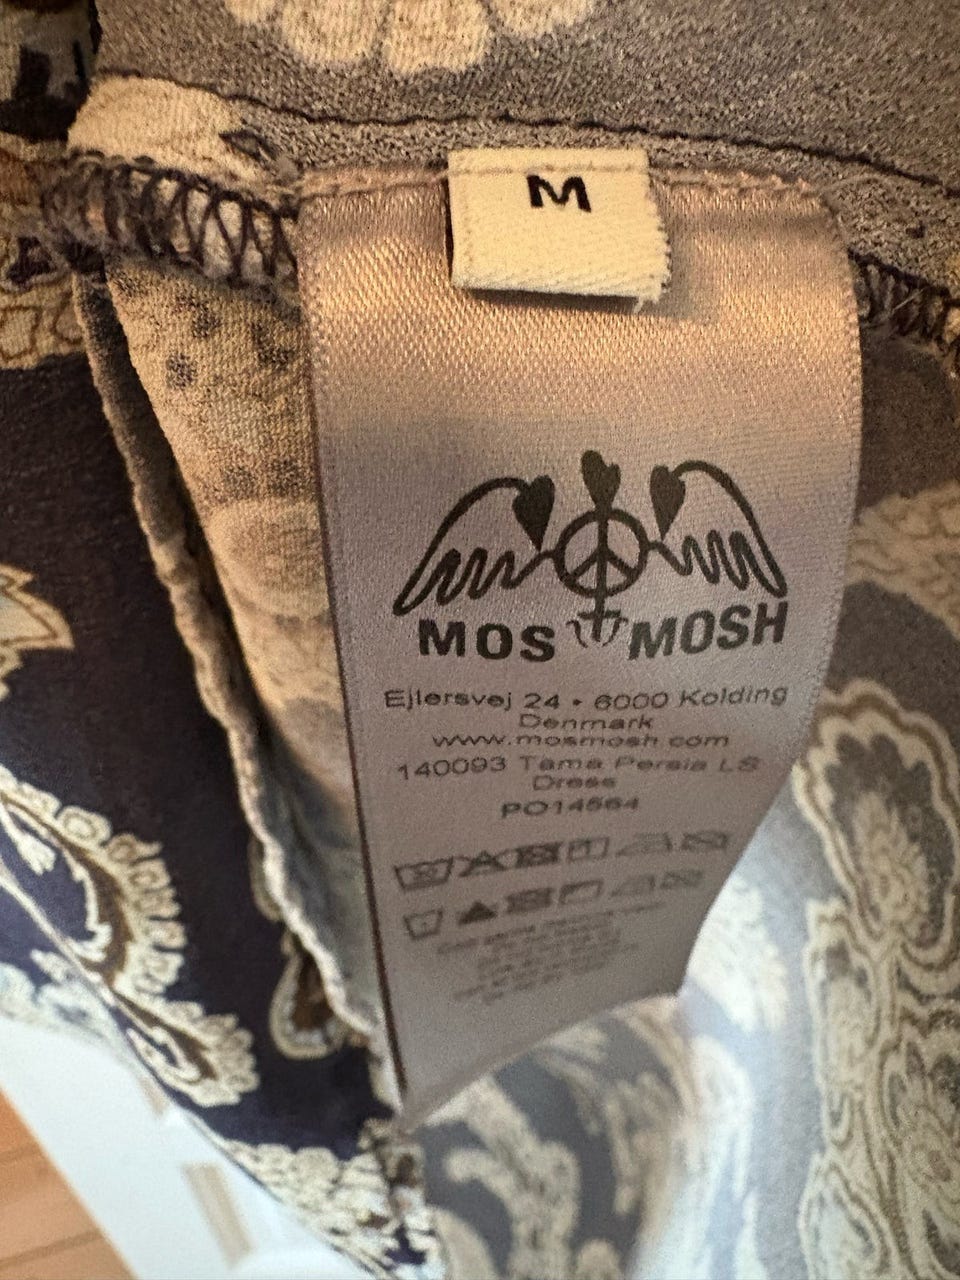 M
MOS MOSH
Ejlersvej 24 • 6000 Kolding
Denmark
www.mosmosh.com
140093 Tama Persia LS
Dress
PO14564